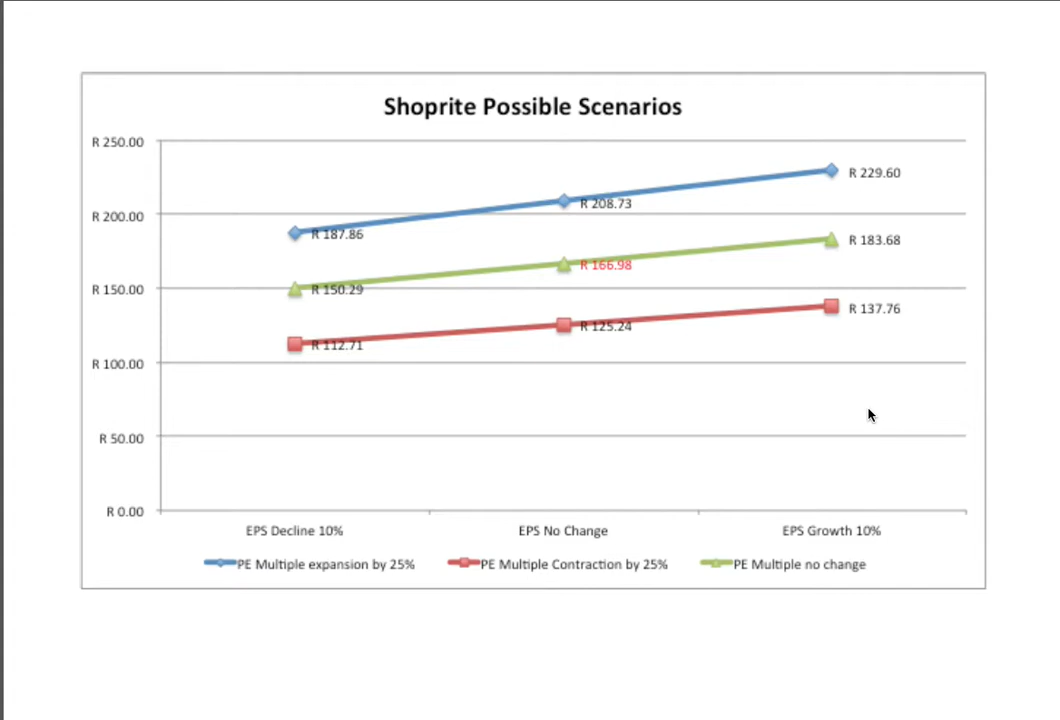 Shoprite Possible Scenarios
R 250.00
R 229.60
R 208.73
R 200.00
R 187.86
R 183.68
R 166.98
R 150.00
R 150.29
R 137.76
R 125.24
R 112.71
R 100.00
R 50.00
R 0.00
EPS Decline 10% EPS No Change EPS Growth 10%
PE Multiple expansion by 25% PE Multiple Contraction by 25% PE Multiple no change